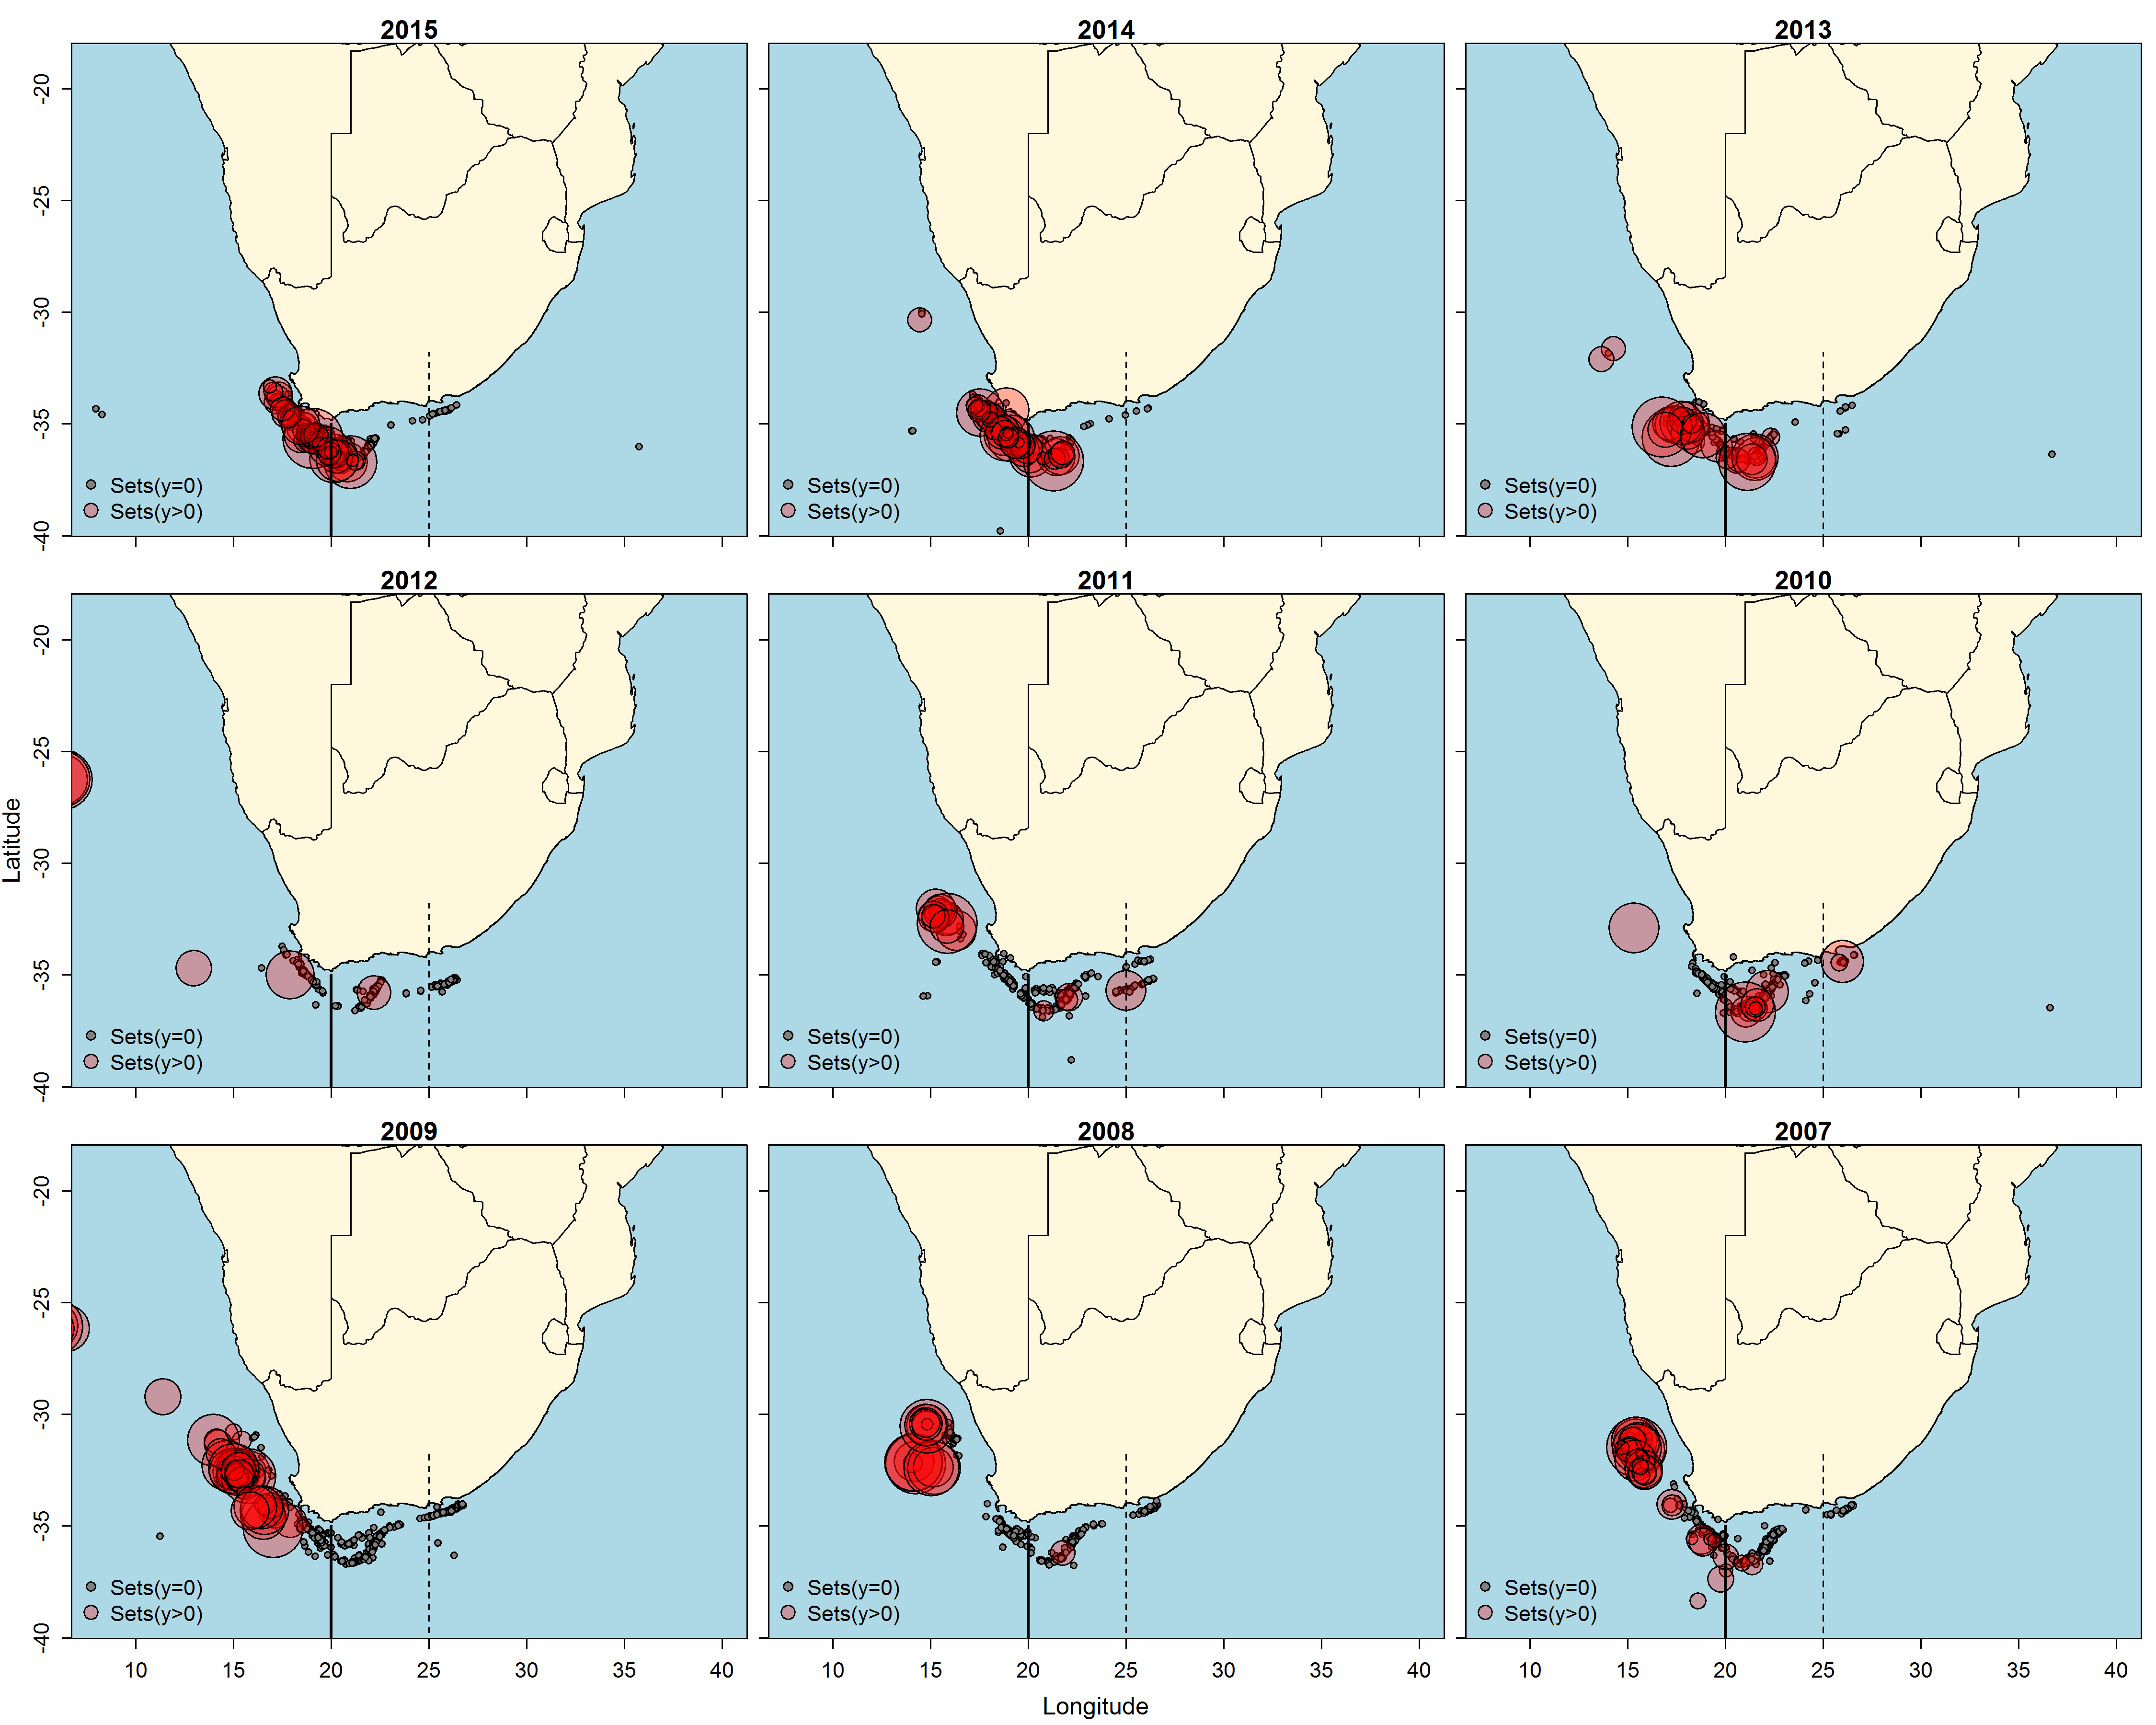 2015 2014 2013
-20
-25
-30
-35
-40
Sets(y=0) Sets(y=0) Sets(y=0)
Sets(y>0) Sets(y>0) Sets(y>0)
2012 2011 2010
-20
-25
-30
-35
-40
Latitude
Sets(y=0) Sets(y=0) Sets(y=0)
Sets(y>0) Sets(y>0) Sets(y>0)
2009 2008 2007
-20
-25
-30
-35
-40
Sets(y=0) Sets(y=0) Sets(y=0)
Sets(y>0) Sets(y>0) Sets(y>0)
10 15 20 25 30 35 40 10 15 20 25 30 35 40 10 15 20 25 30 35 40
Longitude